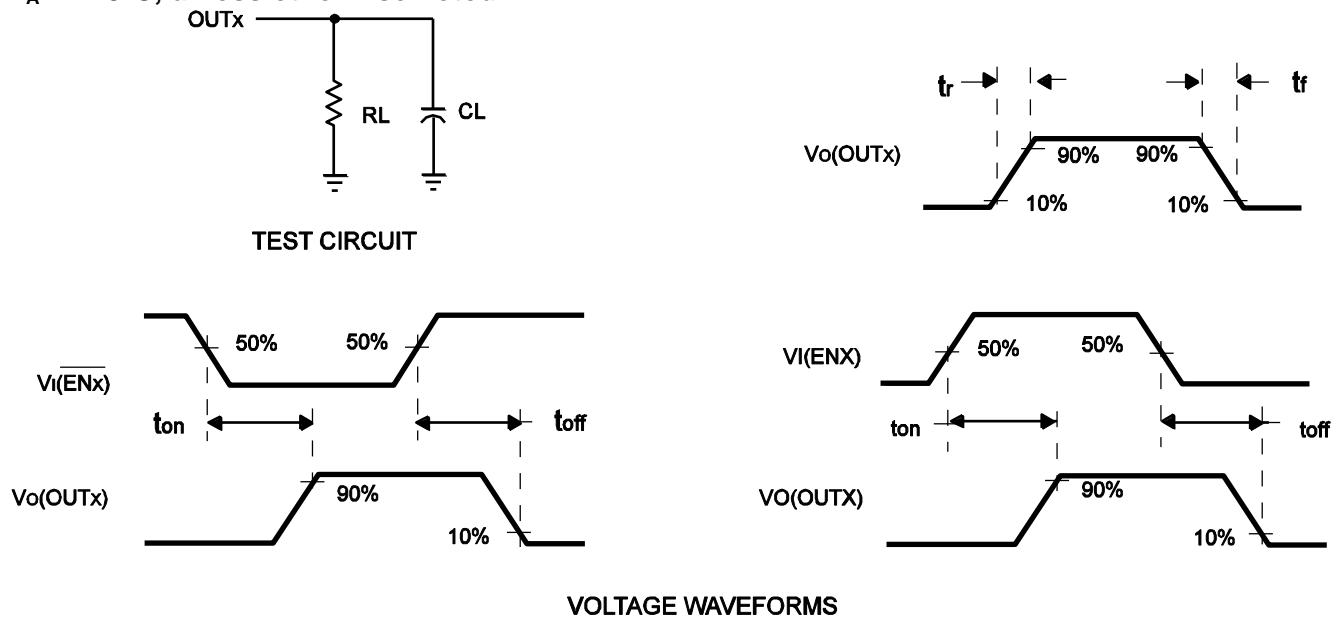 OUTx
RL
CL
TEST CIRCUIT
tr
tf
VO(OUTx)
90%
90%
10%
10%
50%
50%
VI(ENx)
ton
toff
VO(OUTx)
90%
10%
50%
50%
VI(ENX)
ton
toff
VO(OUTX)
90%
10%
VOLTAGE WAVEFORMS